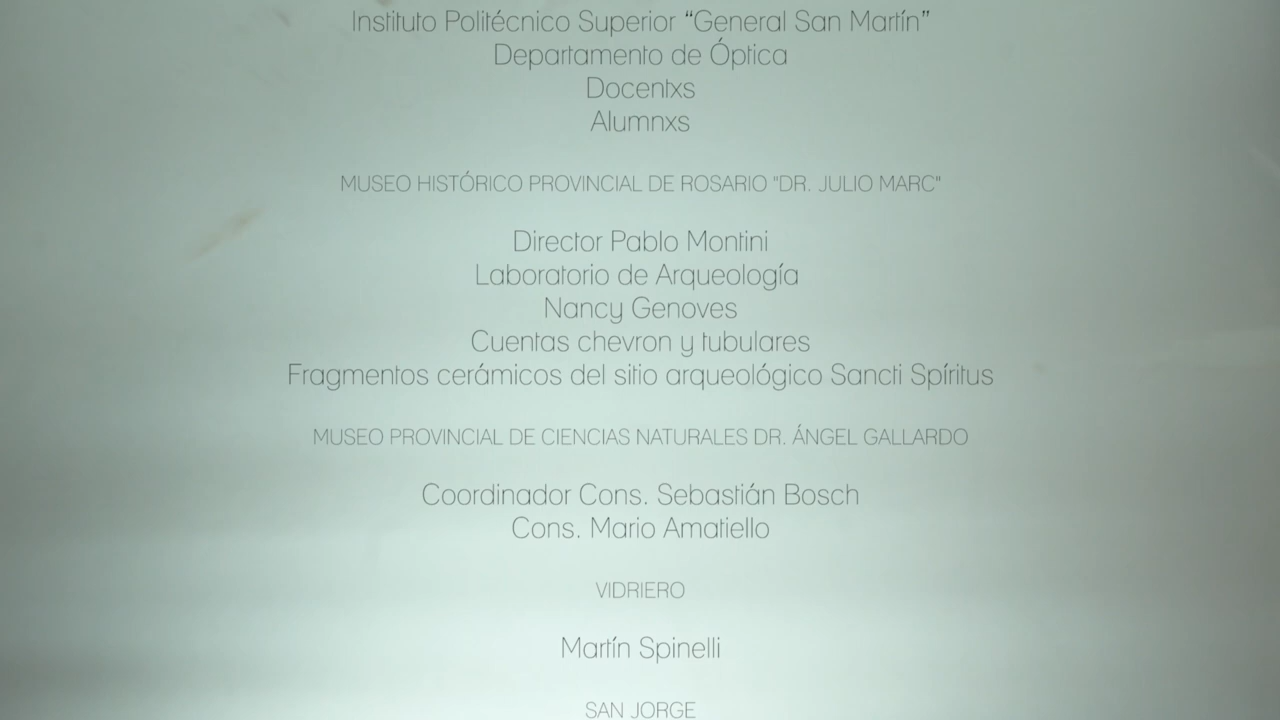 Instituto Politécnico Superior “General San Martín”
Departamento de Óptica
Docentxs
Alumnxs
MUSEO HISTÓRICO PROVINCIAL DE ROSARIO "DR. JULIO MARC"
Director Pablo Montini
Laboratorio de Arqueología
Nancy Genoves
Cuentas chevron y tubulares
Fragmentos cerámicos del sitio arqueológico Sancti Spíritus
MUSEO PROVINCIAL DE CIENCIAS NATURALES DR. ÁNGEL GALLARDO
Coordinador Cons. Sebastián Bosch
Cons. Mario Amatiello
VIDRIERO
Martín Spinelli
SAN JORGE